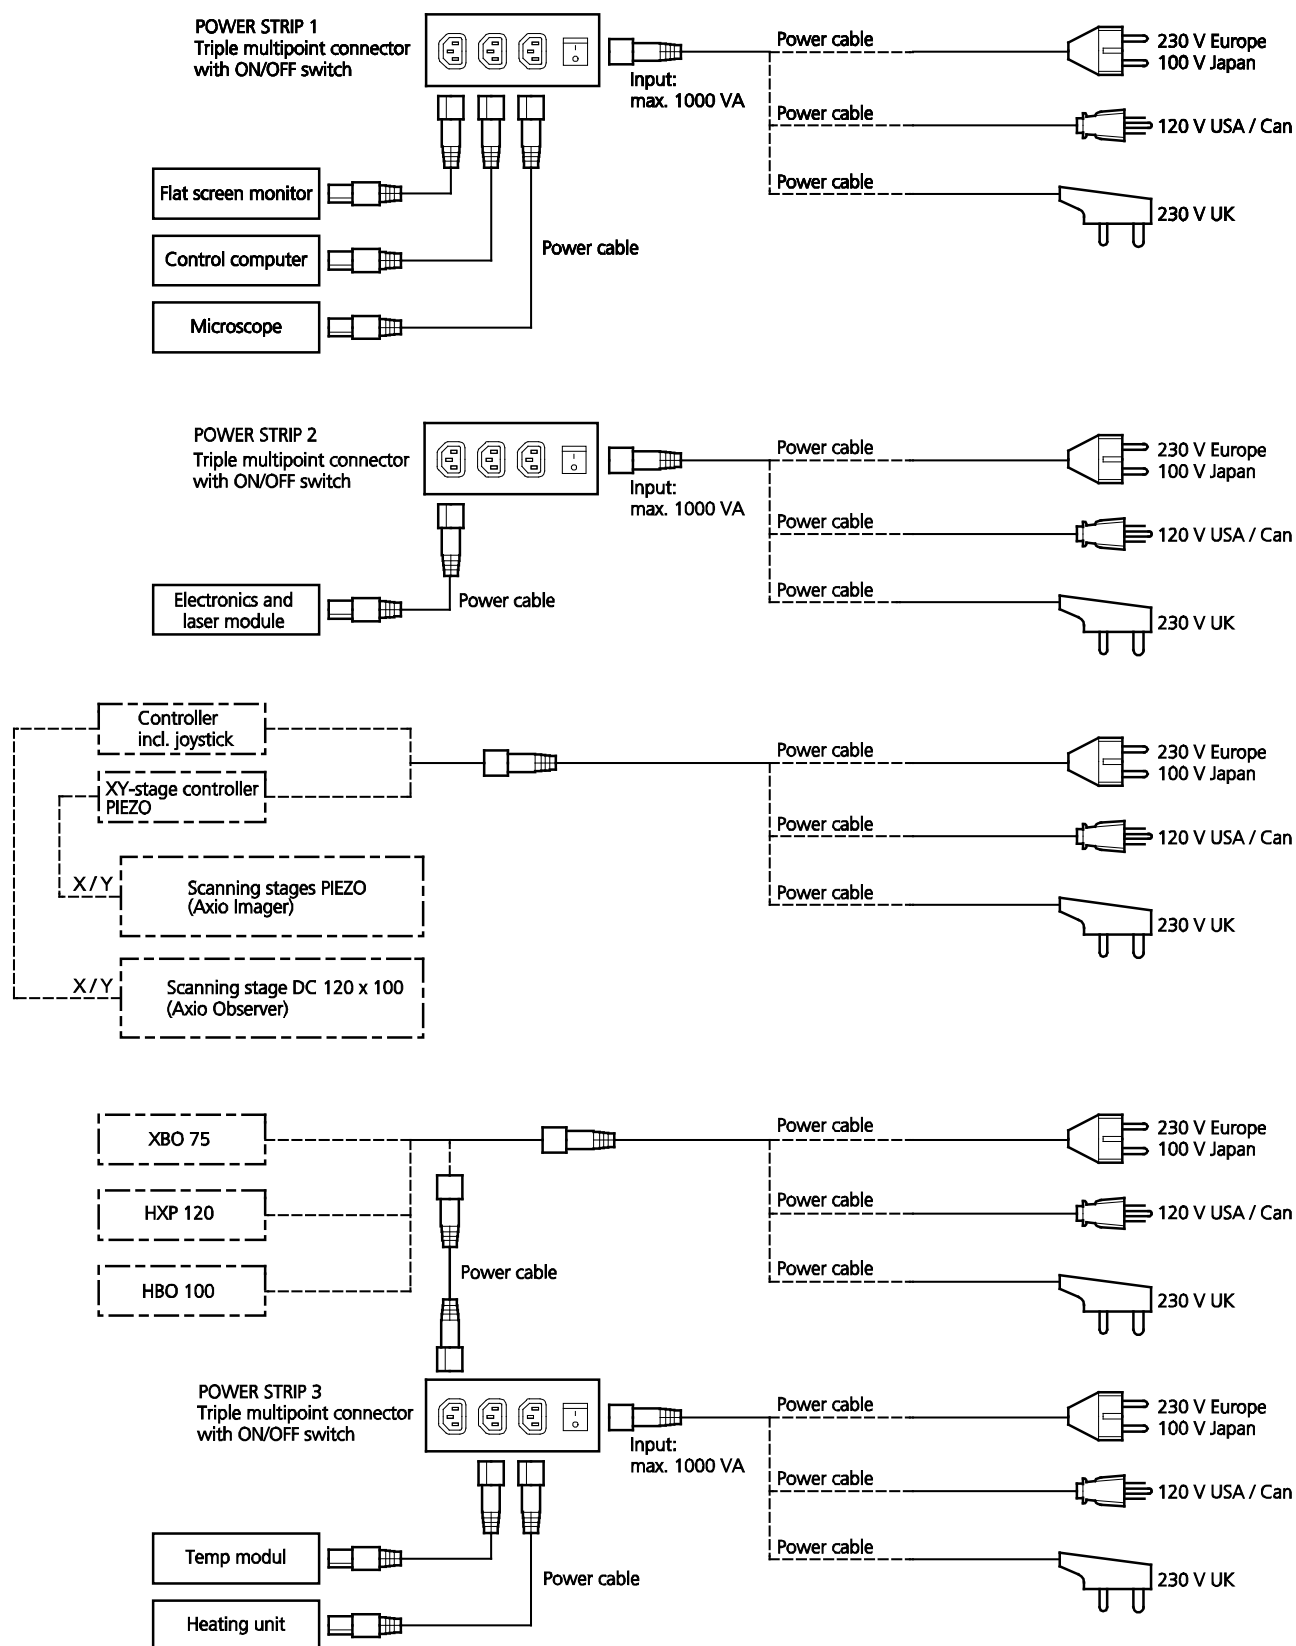 POWER STRIP 1
Triple multipoint connector
with ON/OFF switch
Input:
max. 1000 VA
Power cable
230 V Europe
100 V Japan
Power cable
120 V USA / Can
Power cable
230 V UK
Flat screen monitor
Control computer
Microscope
Power cable
POWER STRIP 2
Triple multipoint connector
with ON/OFF switch
Input:
max. 1000 VA
Power cable
230 V Europe
100 V Japan
Power cable
120 V USA / Can
Power cable
230 V UK
Electronics and
laser module
Power cable
Controller
incl. joystick
XY-stage controller
PIEZO
X / Y
Scanning stages PIEZO
(Axio Imager)
X / Y
Scanning stage DC 120 x 100
(Axio Observer)
Power cable
230 V Europe
100 V Japan
Power cable
120 V USA / Can
Power cable
230 V UK
XBO 75
HXP 120
HBO 100
Power cable
Power cable
230 V Europe
100 V Japan
Power cable
120 V USA / Can
Power cable
230 V UK
POWER STRIP 3
Triple multipoint connector
with ON/OFF switch
Input:
max. 1000 VA
Power cable
230 V Europe
100 V Japan
Power cable
120 V USA / Can
Power cable
230 V UK
Temp modul
Heating unit
Power cable